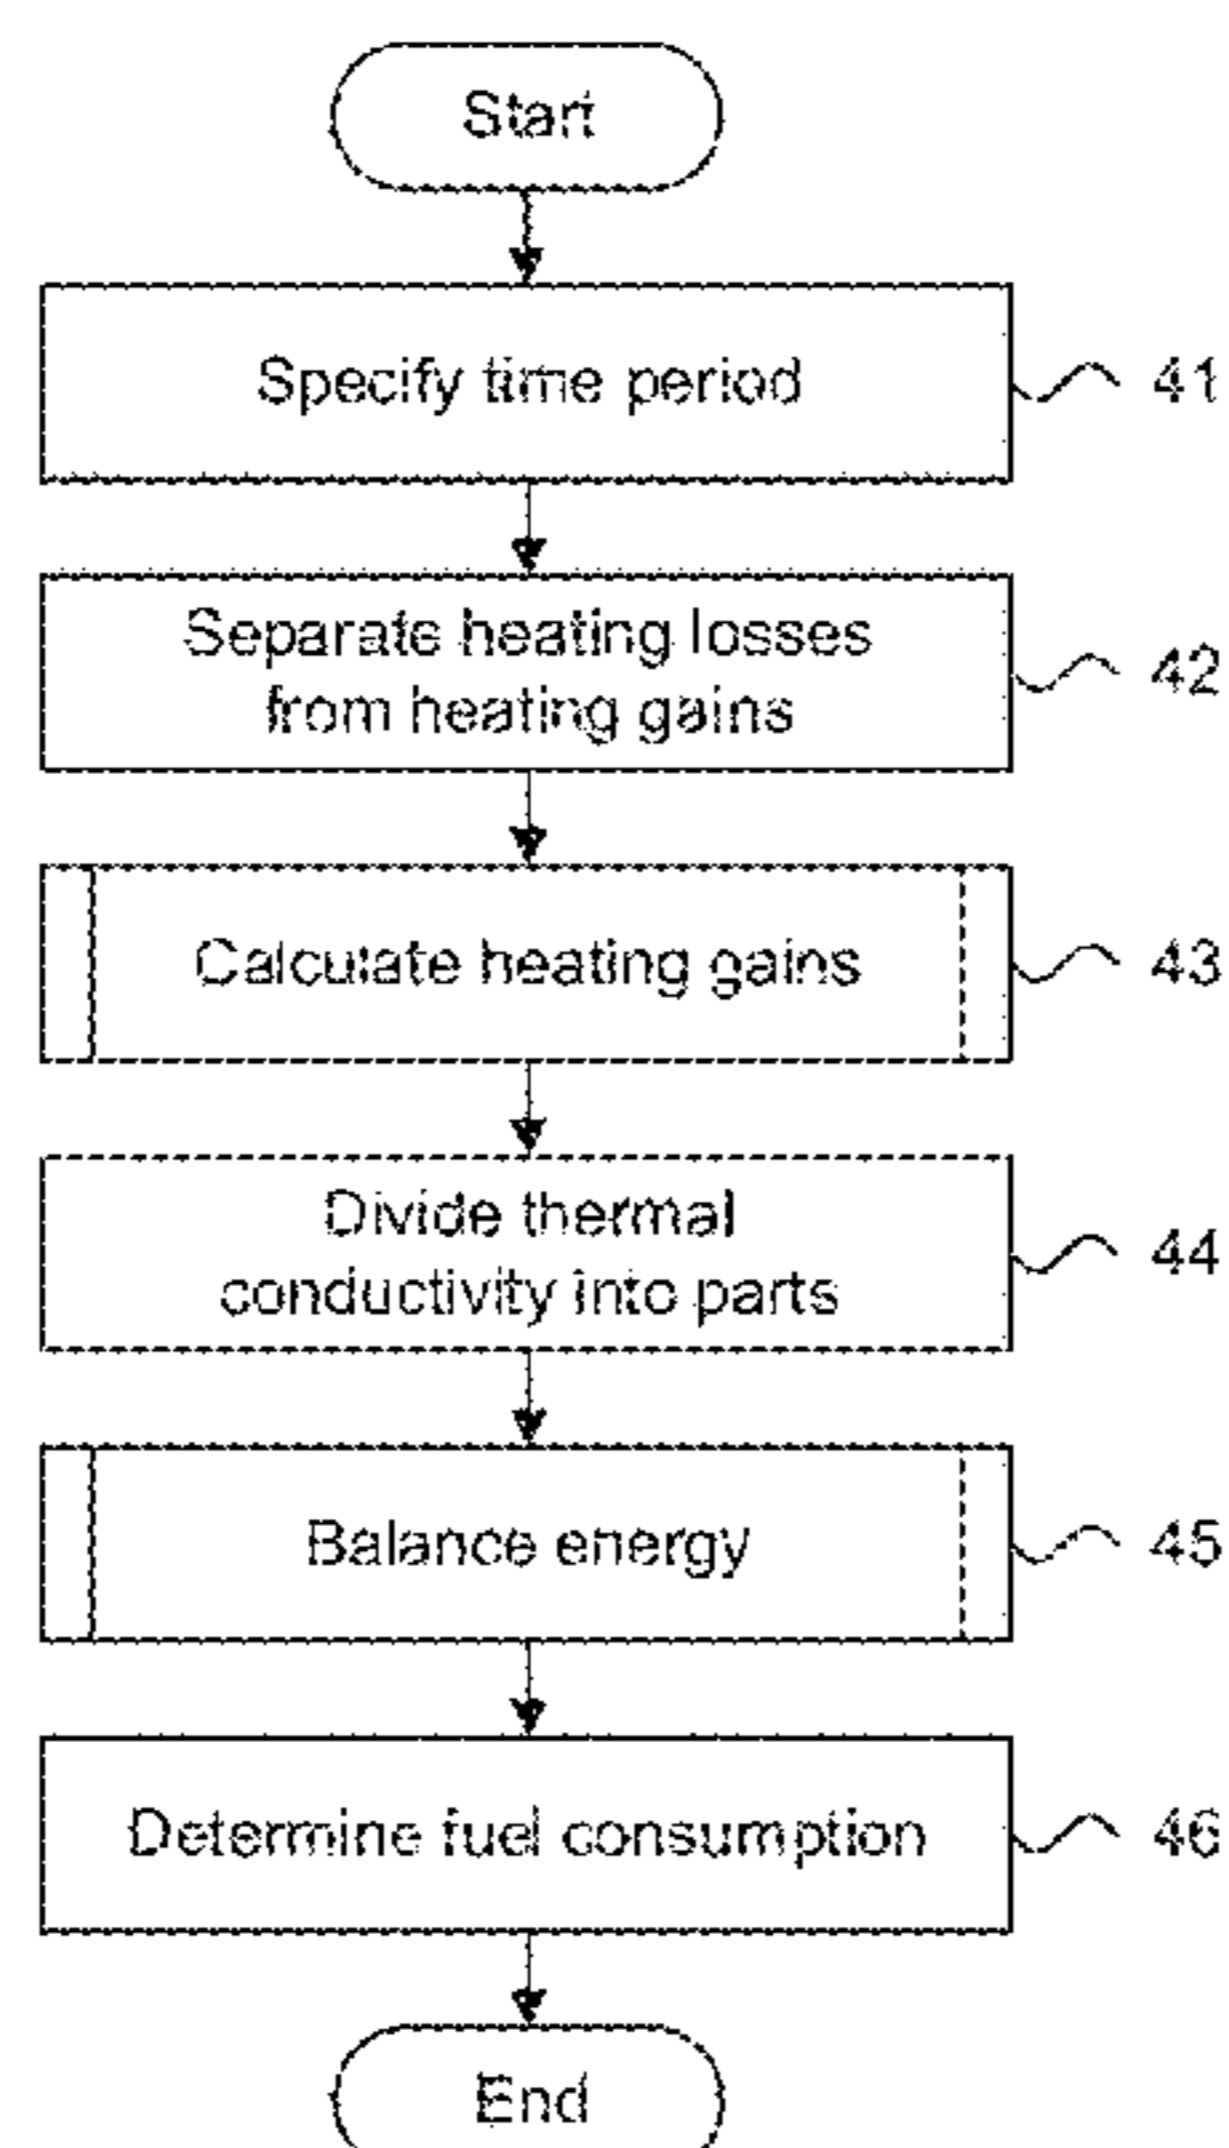 Start
Specify time period
41
Separate heating losses
from heating gains
42
Calculate heating gains
43
Divide thermal
conductivity into parts
44
Balance energy
45
Determine fuel consumption
46
End